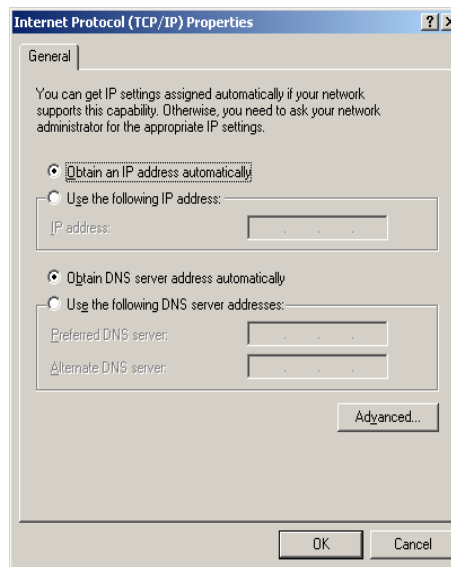 Internet Protocol (TCP/IP) Properties
General
You can get IP settings assigned automatically if your network
supports this capability. Otherwise, you need to ask your network
administrator for the appropriate IP settings.
Obtain an IP address automatically
Use the following IP address:
IP address:
Obtain DNS server address automatically
Use the following DNS server addresses:
Preferred DNS server:
Alternate DNS server:
Advanced...
OK
Cancel